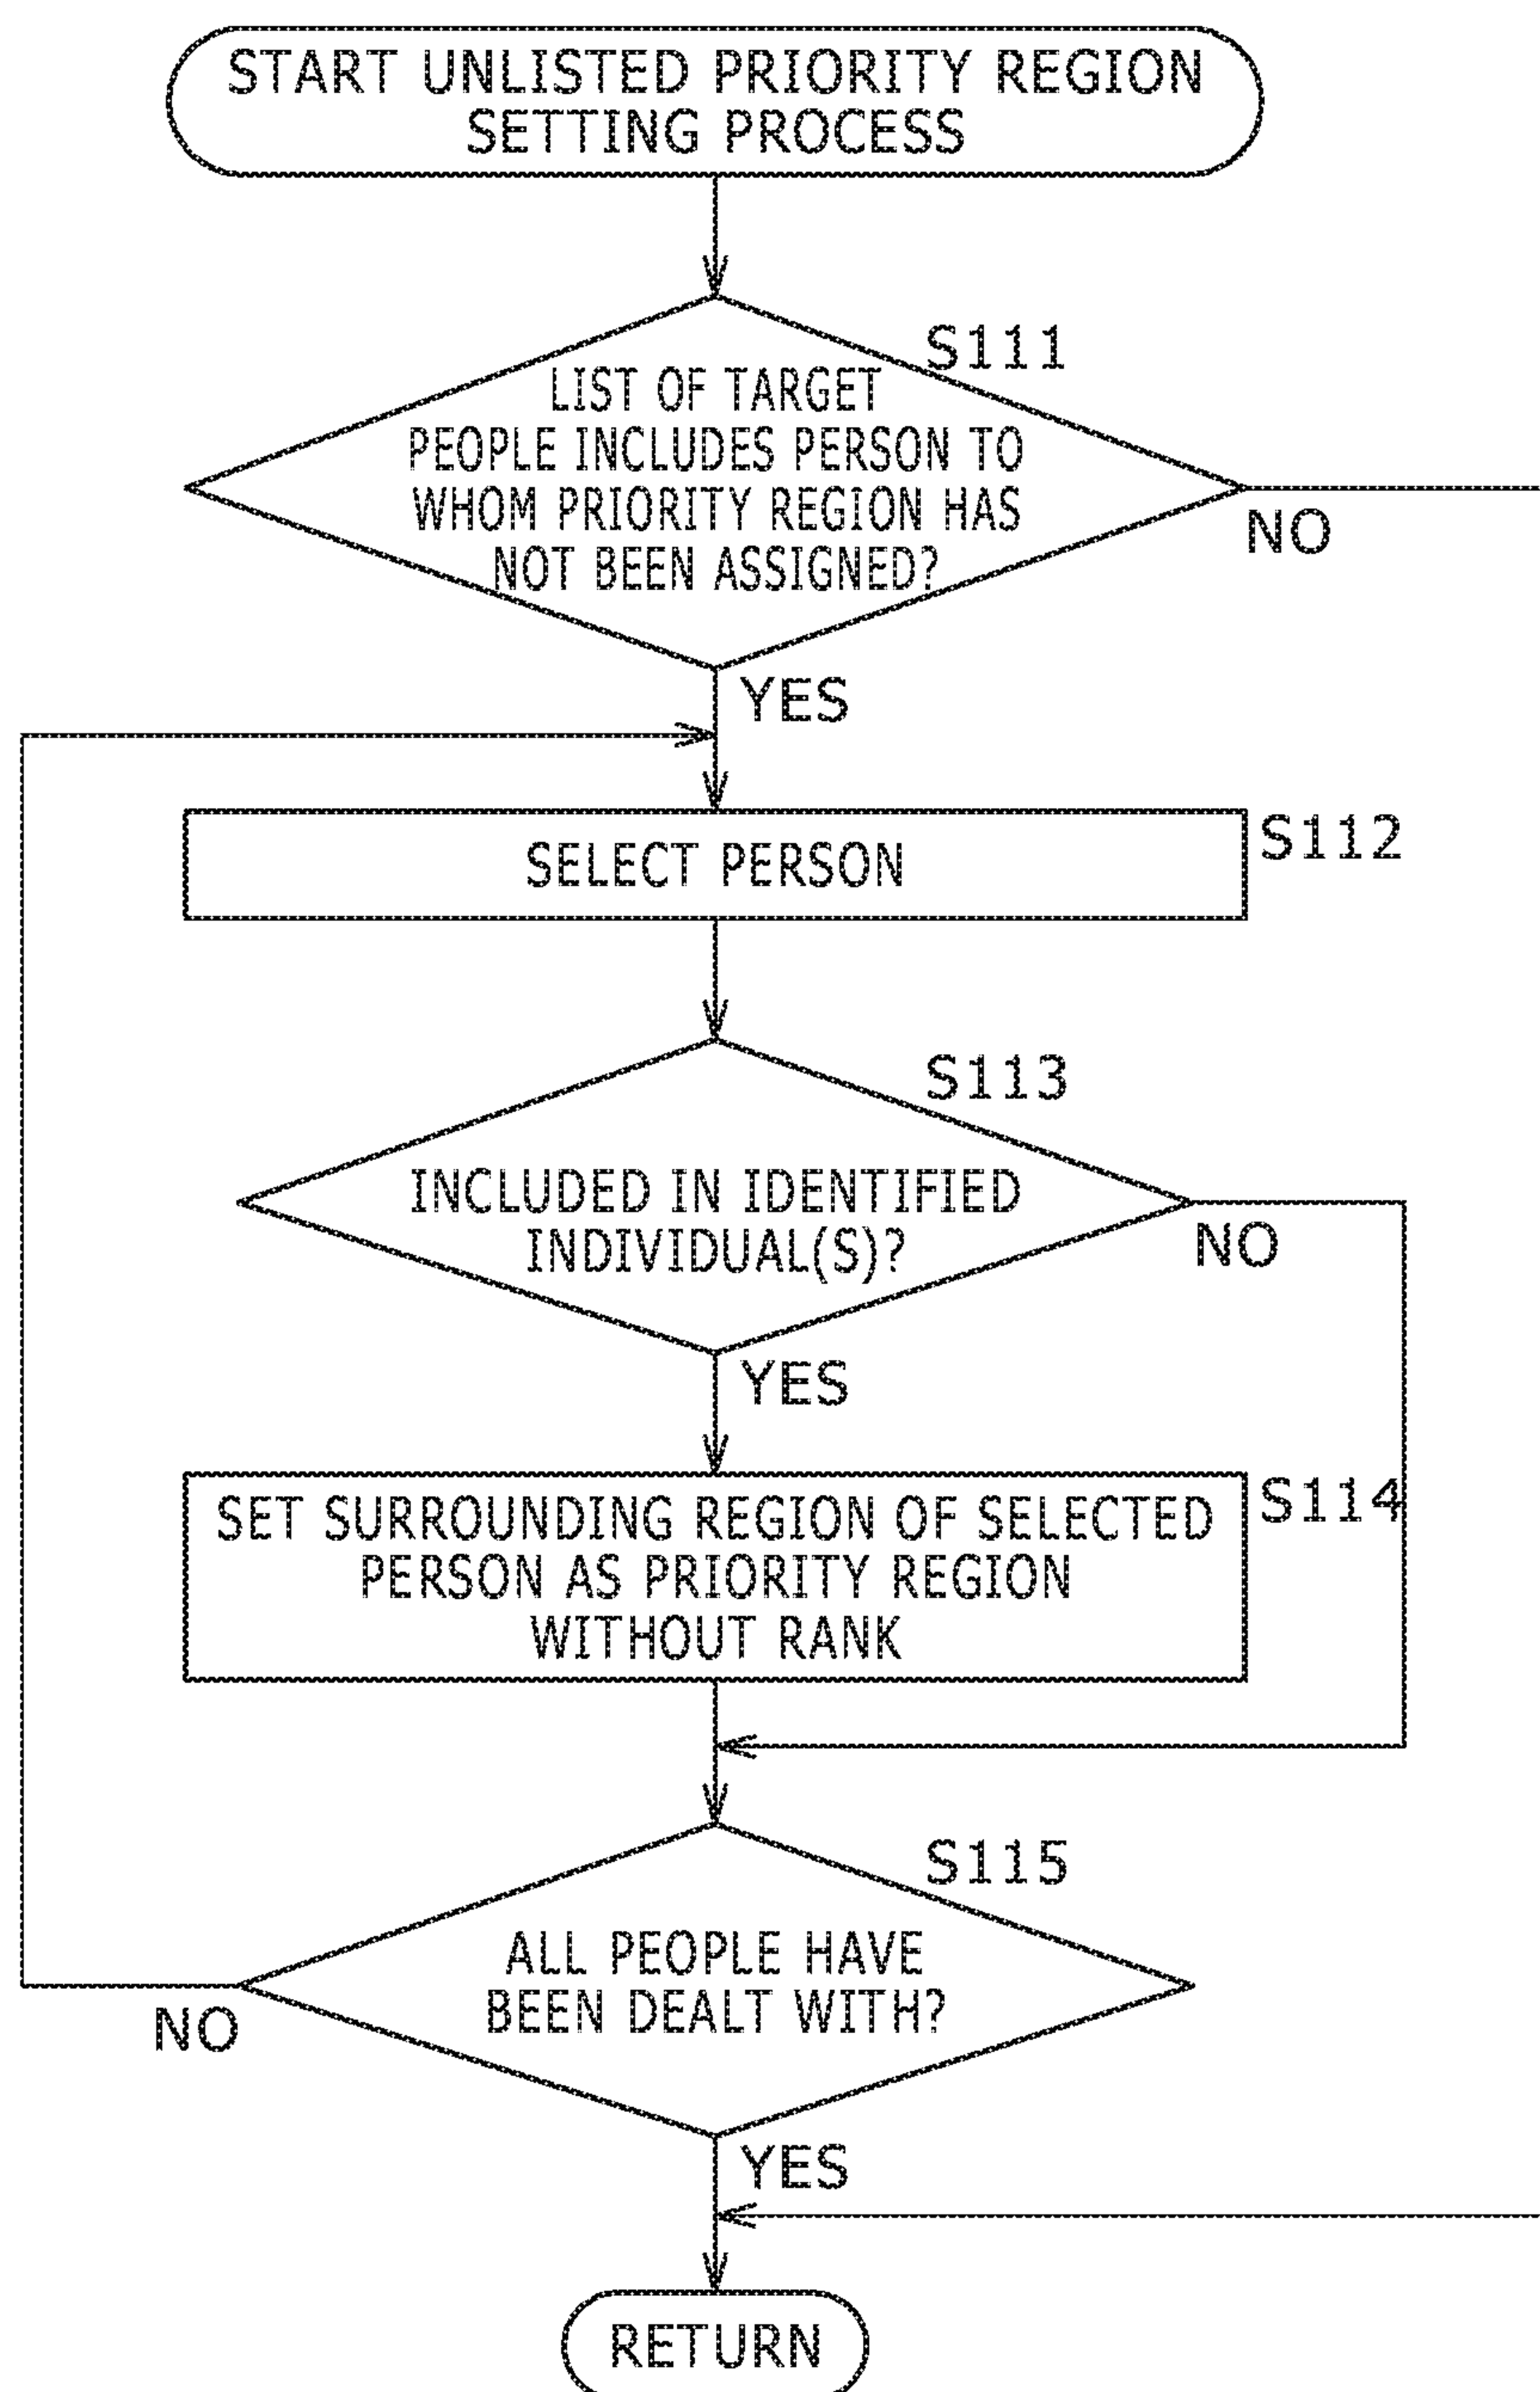 START UNLISTED PRIORITY REGION
SETTING PROCESS
S111
LIST OF TARGET
PEOPLE INCLUDES PERSON TO
WHOM PRIORITY REGION HAS
NOT BEEN ASSIGNED?
NO
YES
SELECT PERSON
S112
S113
INCLUDED IN IDENTIFIED
INDIVIDUAL(S)?
NO
YES
SET SURROUNDING REGION OF SELECTED
PERSON AS PRIORITY REGION
WITHOUT RANK
S114
S115
ALL PEOPLE HAVE
BEEN DEALT WITH?
NO
YES
RETURN